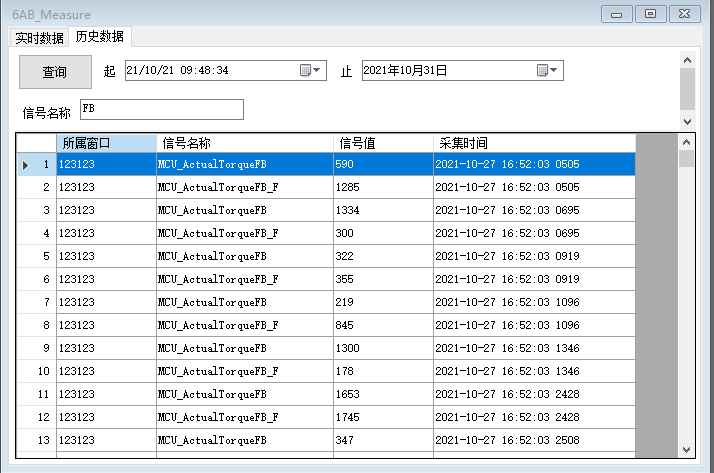 6AB_Measure
实时数据 历史数据
查询 起 21/10/21 09:48:34 止 2021年10月31日
信号名称 FB
所属窗口 信号名称 信号值 采集时间
1 123123 MCU_ActualTorqueFB 590 2021-10-27 16:52:03 0505
2 123123 MCU_ActualTorqueFB_F 1285 2021-10-27 16:52:03 0505
3 123123 MCU_ActualTorqueFB 1334 2021-10-27 16:52:03 0695
4 123123 MCU_ActualTorqueFB_F 300 2021-10-27 16:52:03 0695
5 123123 MCU_ActualTorqueFB 322 2021-10-27 16:52:03 0919
6 123123 MCU_ActualTorqueFB_F 355 2021-10-27 16:52:03 0919
7 123123 MCU_ActualTorqueFB 219 2021-10-27 16:52:03 1096
8 123123 MCU_ActualTorqueFB_F 845 2021-10-27 16:52:03 1096
9 123123 MCU_ActualTorqueFB 1300 2021-10-27 16:52:03 1346
10 123123 MCU_ActualTorqueFB_F 178 2021-10-27 16:52:03 1346
11 123123 MCU_ActualTorqueFB 1653 2021-10-27 16:52:03 2428
12 123123 MCU_ActualTorqueFB_F 1745 2021-10-27 16:52:03 2428
13 123123 MCU_ActualTorqueFB 347 2021-10-27 16:52:03 2508